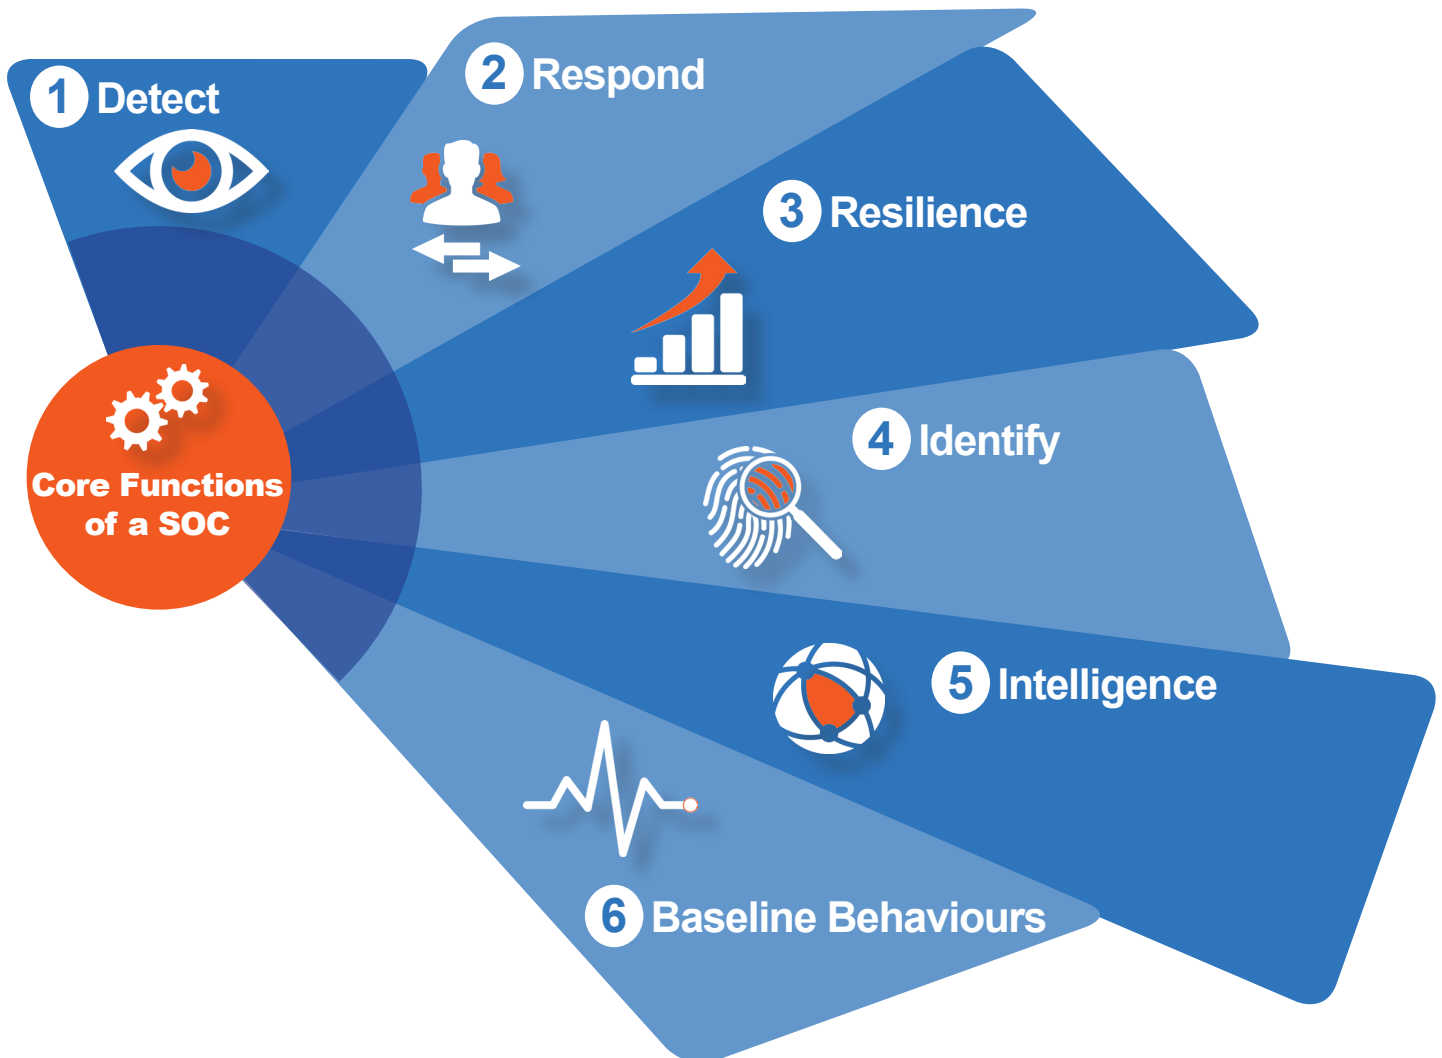 1 Detect
2 Respond
3 Resilience
4 Identify
Core Functions
of a SOC
5 Intelligence
6 Baseline Behaviours